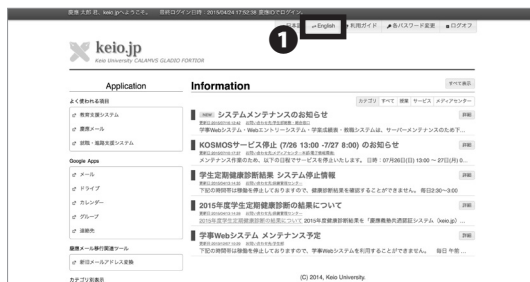 慶應 太郎 君、keio.jpへようこそ。 最終ログイン日時：2015/04/24 17:52:38 慶應IDでログイン。
日本語 English 利用ガイド 各パスワード変更 ログオフ
1
keio.jp
Keio University CALAMVS GLADIO FORTIOR
Application
Information
すべて表示
よく使われる項目
カテゴリ すべて 授業 サービス メディアセンター
教育支援システム
慶應メール
就職・進路支援システム
Google Apps
メール
ドライブ
カレンダー
グループ
連絡先
慶應メール移行関連ツール
新旧メールアドレス変換
カテゴリ別表示
NEW システムメンテナンスのお知らせ 詳細
学事Webシステム・Webエントリーシステム・学業成績表・教職システムは、サーバーメンテナンスのため下...
KOSMOSサービス停止 (7/26 13:00 -7/27 8:00) のお知らせ 詳細
メンテナンス作業のため、以下の日程でサービスを停止いたします。 日時：07月26日(日) 13:00 ～ 27日(月) 0...
学生定期健康診断結果 システム停止情報 詳細
下記の時間帯は稼働を停止しておりますので、健康診断結果を確認することができません。 毎日2:30～3:00
2015年度学生定期健康診断の結果について 詳細
2015年度学生定期健康診断の結果について 2015年度健康診断結果を「慶應義塾共通認証システム（keio.jp）...
学事Webシステム メンテナンス予定 詳細
下記の時間帯は稼働を停止しておりますので、学事Webシステムを利用することができません。 毎日 午前 ...
(C) 2014, Keio University.